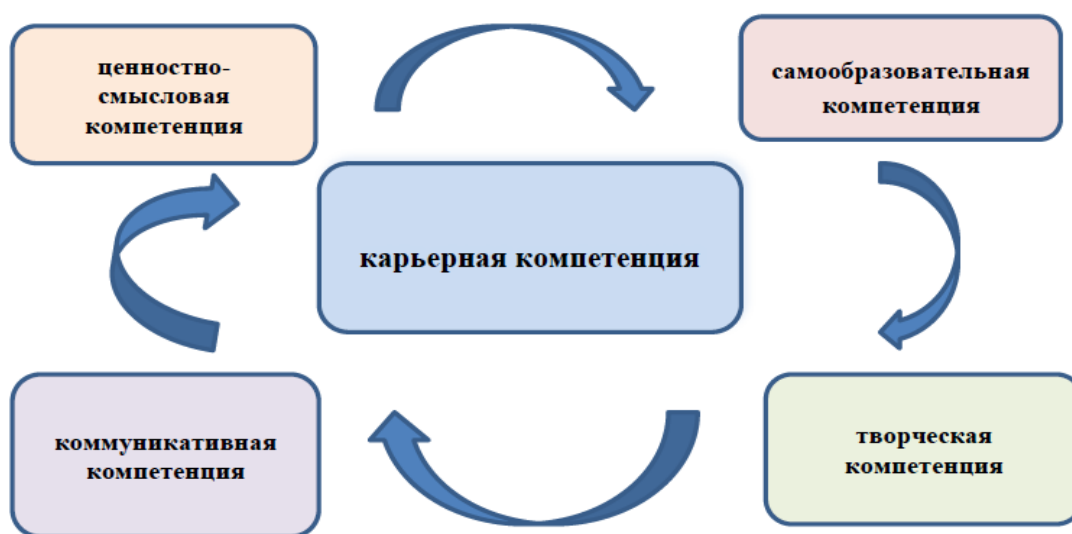 ценностно-
смысловая
компетенция
самообразовательная
компетенция
карьерная компетенция
коммуникативная
компетенция
творческая
компетенция